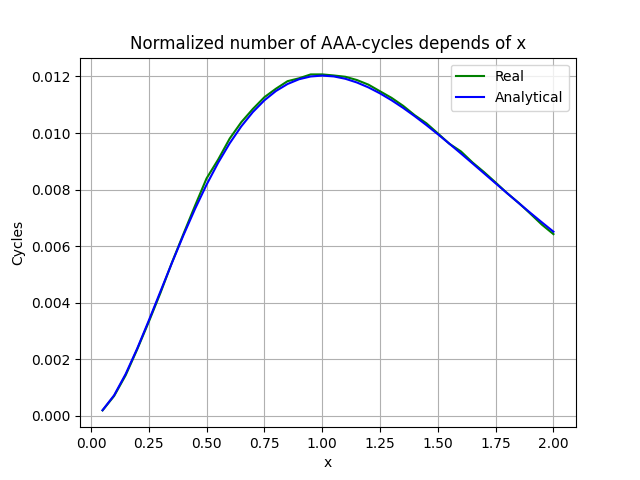 Normalized number of AAA-cycles depends of x
Real
Analytical
0.012
0.010
0.008
0.006
0.004
0.002
0.000
Cycles
0.00 0.25 0.50 0.75 1.00 1.25 1.50 1.75 2.00
x